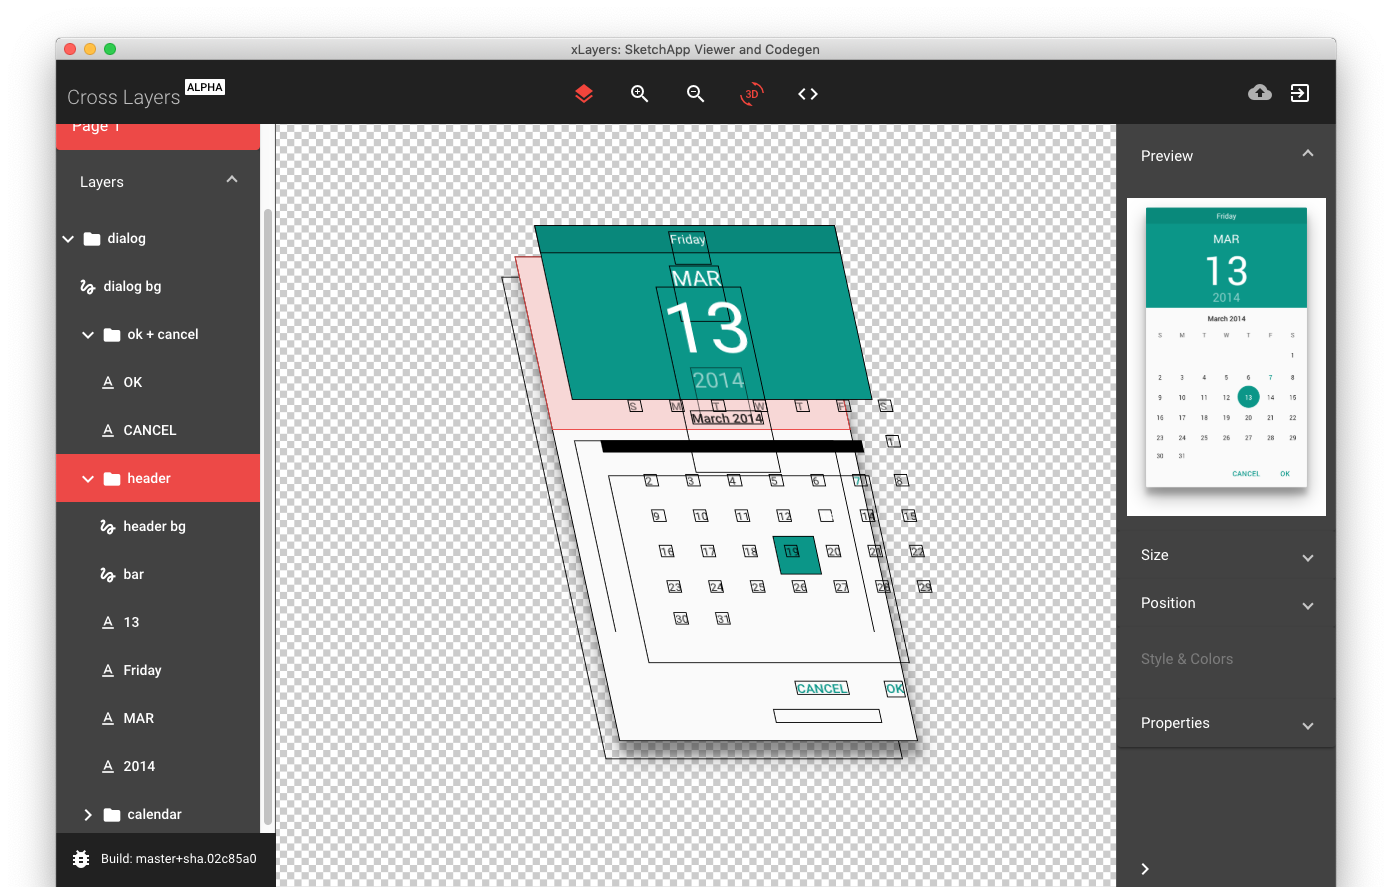 xLayers: SketchApp Viewer and Codegen
Cross Layers ALPHA
3D
Page 1
Layers
dialog
dialog bg
ok + cancel
OK
CANCEL
header
header bg
bar
13
Friday
MAR
2014
calendar
Build: master+sha.02c85a0
Friday
MAR
13
2014
S M T W T F S
March 2014
1
2 3 4 5 6 7 8
9 10 11 12 14 15
16 17 18 19 20 21 22
23 24 25 26 27 28 29
30 31
CANCEL OK
Preview
Friday
MAR
13
2014
March 2014
S M T W T F S
1
2 3 4 5 6 7 8
9 10 11 12 13 14 15
16 17 18 19 20 21 22
23 24 25 26 27 28 29
30 31
CANCEL OK
Size
Position
Style & Colors
Properties